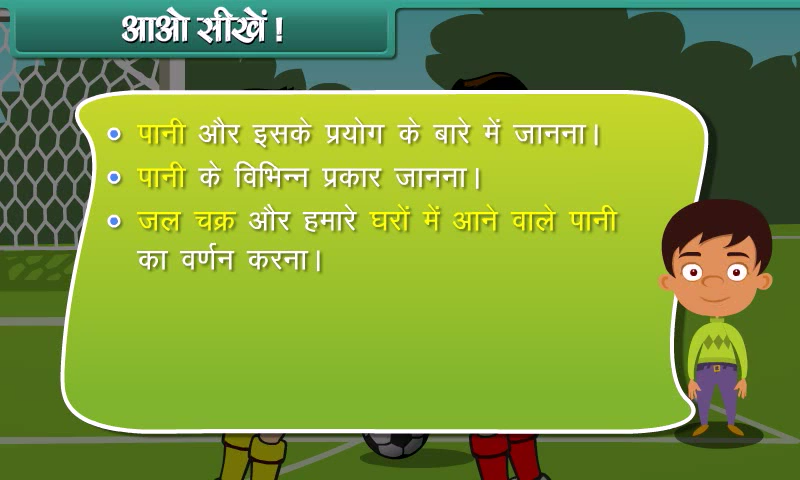 आओ सीखें!
पानी और इसके प्रयोग के बारे में जानना।
पानी के विभिन्न प्रकार जानना।
जल चक्र और हमारे घरों में आने वाले पानी
का वर्णन करना।